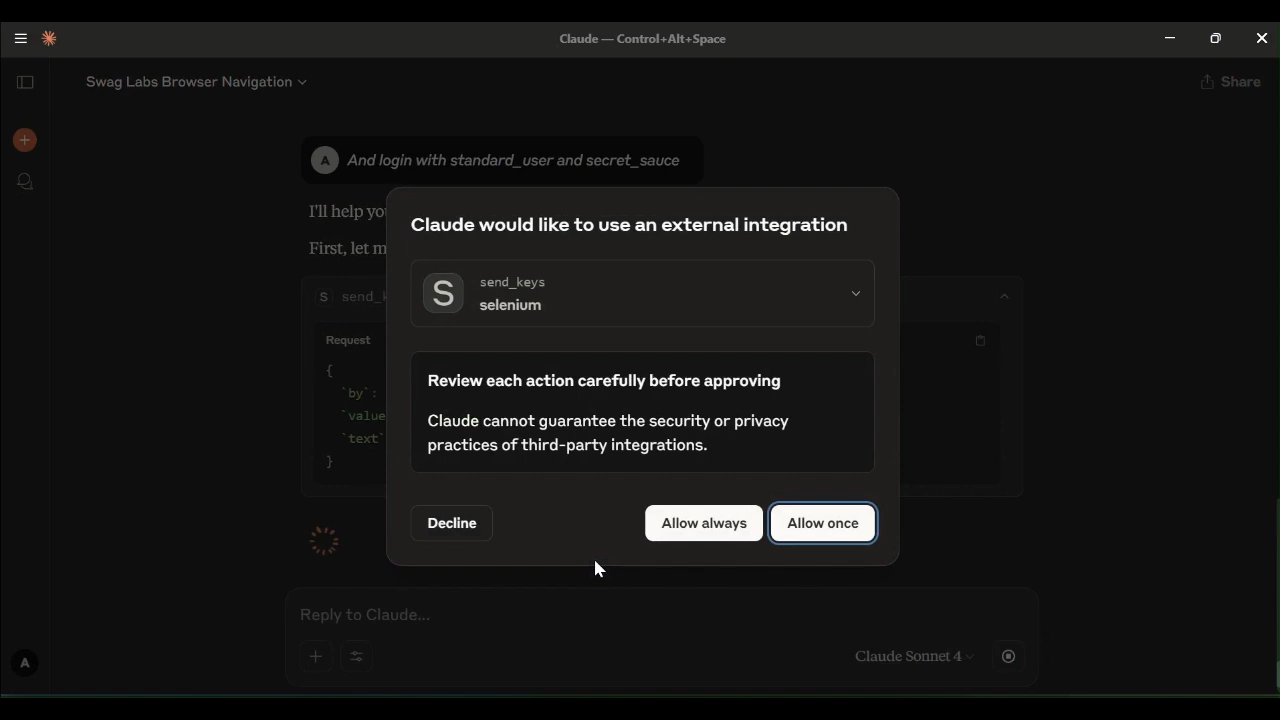 Claude — Control+Alt+Space
Swag Labs Browser Navigation
Share
A And login with standard_user and secret_sauce
I'll help you
First, let m
Claude would like to use an external integration
S send_keys
selenium
S send_k
Request
{
`by`:
`value
`text`
}
Review each action carefully before approving
Claude cannot guarantee the security or privacy
practices of third-party integrations.
Decline
Allow always
Allow once
Reply to Claude...
Claude Sonnet 4
A